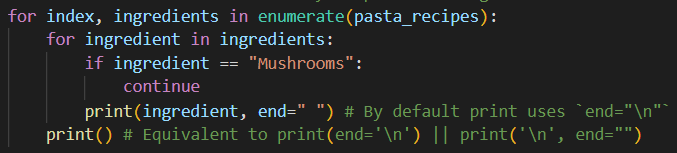 for index, ingredients in enumerate(pasta_recipes):
    for ingredient in ingredients:
        if ingredient == "Mushrooms":
            continue
        print(ingredient, end=" ") # By default print uses `end="\n"`
    print() # Equivalent to print(end='\n') || print('\n', end="")